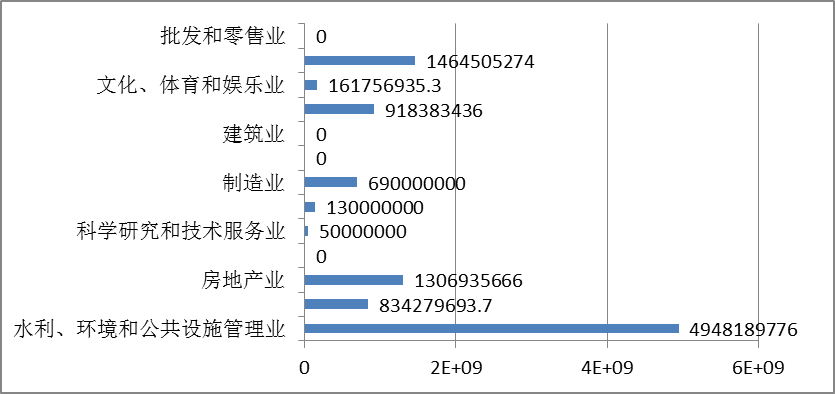 批发和零售业 0
1464505274
文化、体育和娱乐业 161756935.3
918383436
建筑业 0
0
制造业 690000000
130000000
科学研究和技术服务业 50000000
0
房地产业 1306935666
834279693.7
水利、环境和公共设施管理业 4948189776
0 2E+09 4E+09 6E+09